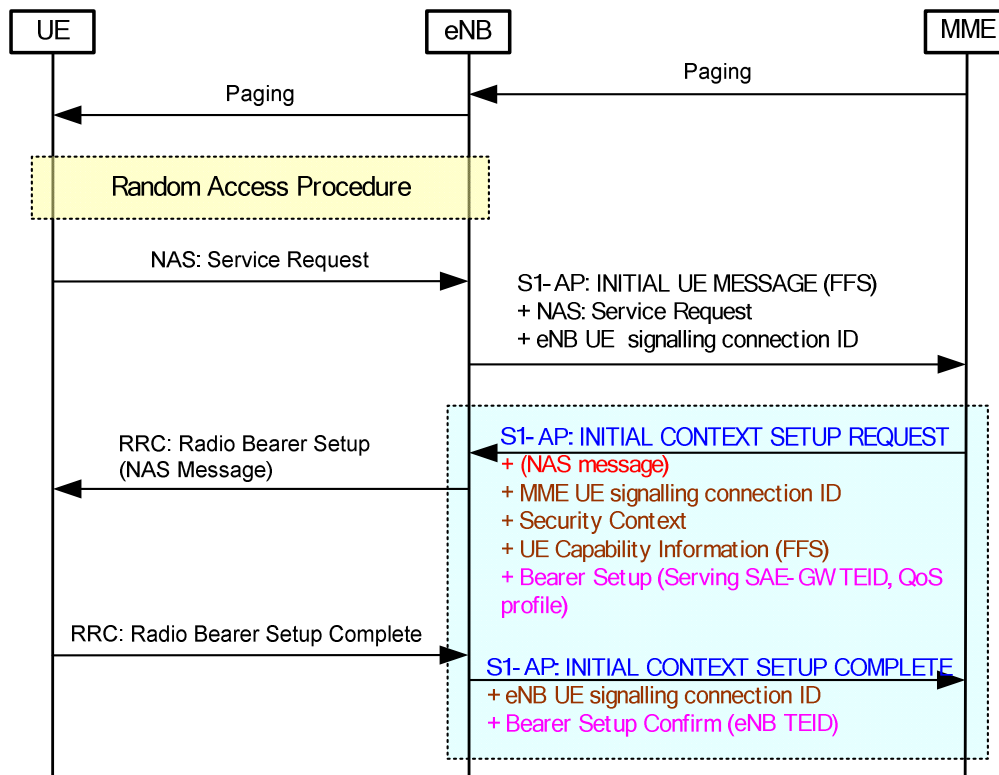 UE
eNB
MME
Paging
Paging
Random Access Procedure
NAS: Service Request
S1-AP: INITIAL UE MESSAGE (FFS)
+ NAS: Service Request
+ eNB UE signalling connection ID
S1-AP: INITIAL CONTEXT SETUP REQUEST
+ (NAS message)
+ MME UE signalling connection ID
+ Security Context
+ UE Capability Information (FFS)
+ Bearer Setup (Serving SAE-GW TEID, QoS
profile)
RRC: Radio Bearer Setup
(NAS Message)
RRC: Radio Bearer Setup Complete
S1-AP: INITIAL CONTEXT SETUP COMPLETE
+ eNB UE signalling connection ID
+ Bearer Setup Confirm (eNB TEID)